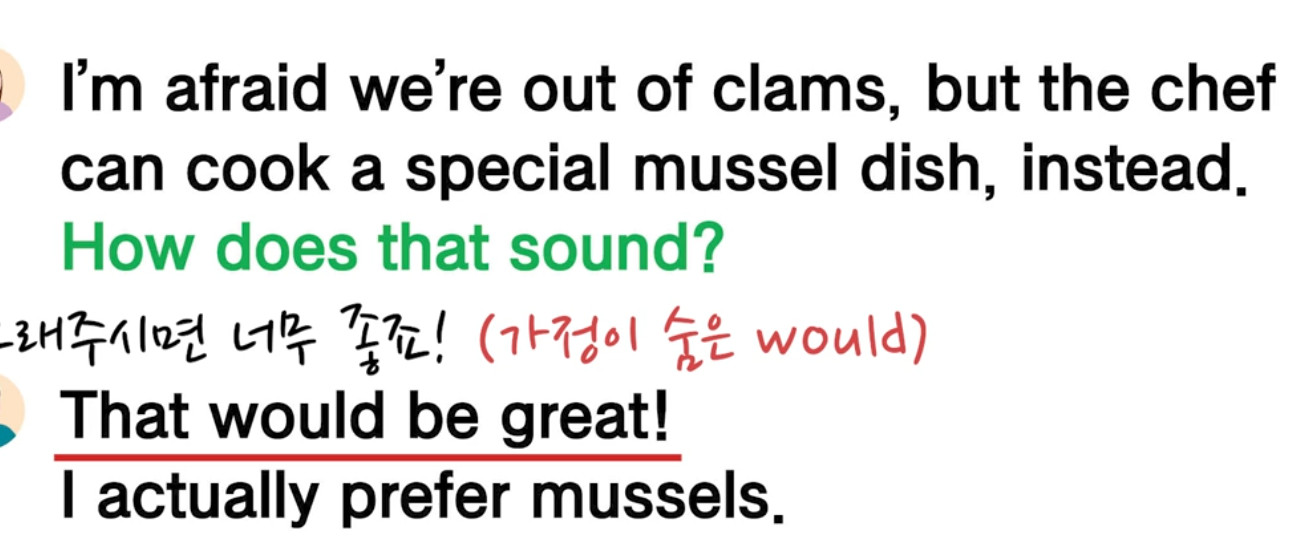 I'm afraid we're out of clams, but the chef
can cook a special mussel dish, instead.
How does that sound?
그래주시면 너무 좋죠! (가정이 숨은 would)
That would be great!
I actually prefer mussels.